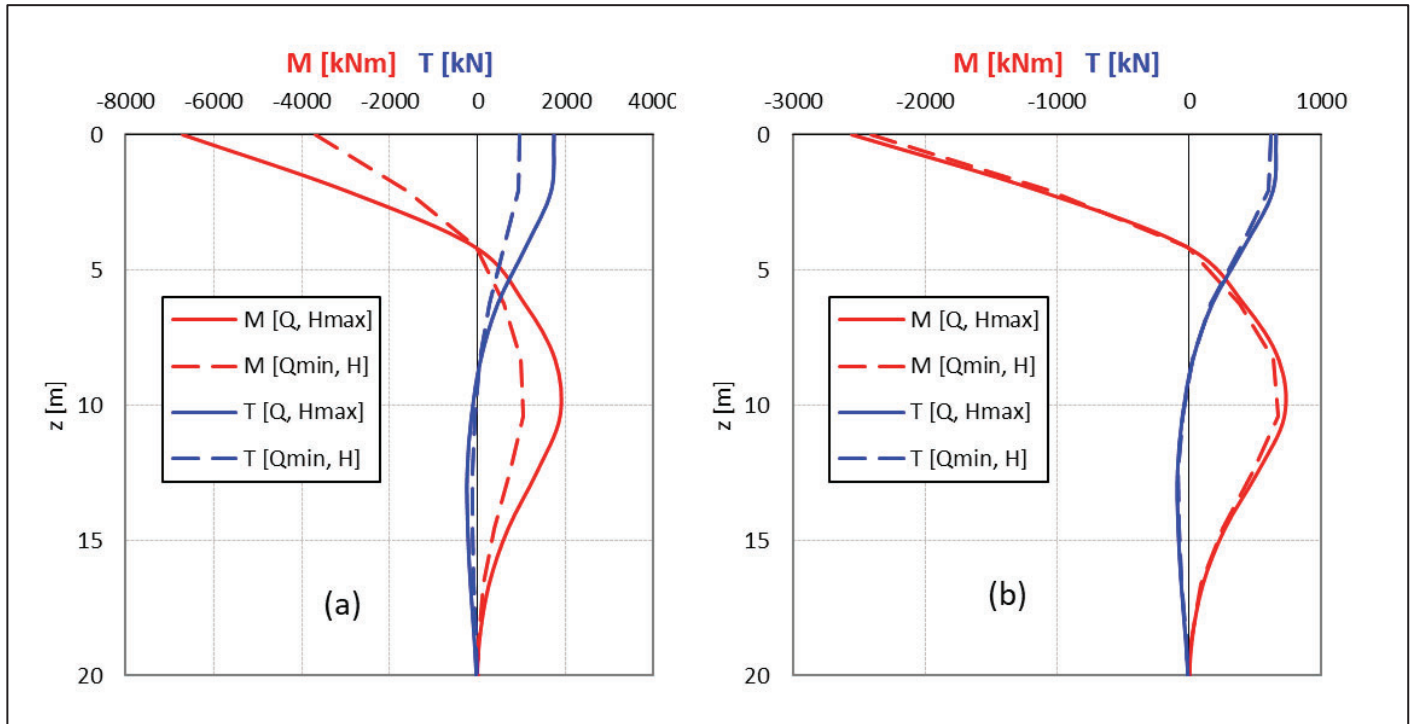 M [kNm] T [kN]
-8000 -6000 -4000 -2000 0 2000 4000
0
5
10
15
20
z [m]
M [Q, Hmax]
M [Qmin, H]
T [Q, Hmax]
T [Qmin, H]
(a)
M [kNm] T [kN]
-3000 -2000 -1000 0 1000
0
5
10
15
20
z [m]
M [Q, Hmax]
M [Qmin, H]
T [Q, Hmax]
T [Qmin, H]
(b)